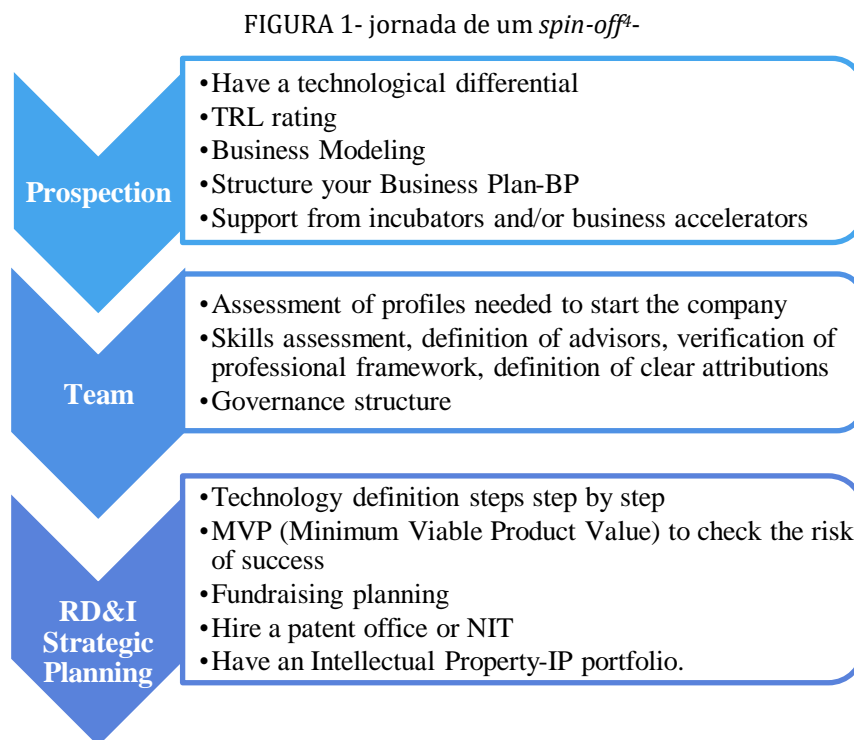 FIGURA 1- jornada de um spin-off⁴-
Prospection
•Have a technological differential
•TRL rating
•Business Modeling
•Structure your Business Plan-BP
•Support from incubators and/or business accelerators
Team
•Assessment of profiles needed to start the company
•Skills assessment, definition of advisors, verification of
professional framework, definition of clear attributions
•Governance structure
RD&I
Strategic
Planning
•Technology definition steps step by step
•MVP (Minimum Viable Product Value) to check the risk
of success
•Fundraising planning
•Hire a patent office or NIT
•Have an Intellectual Property-IP portfolio.